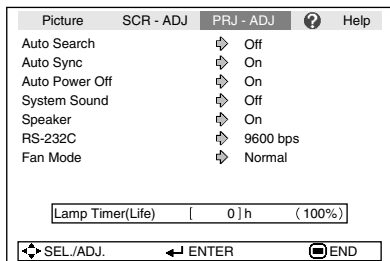 Picture SCR - ADJ PRJ - ADJ ? Help
Auto Search Off
Auto Sync On
Auto Power Off On
System Sound Off
Speaker On
RS-232C 9600 bps
Fan Mode Normal
Lamp Timer(Life) [ 0 ] h (100%)
SEL./ADJ. ENTER END